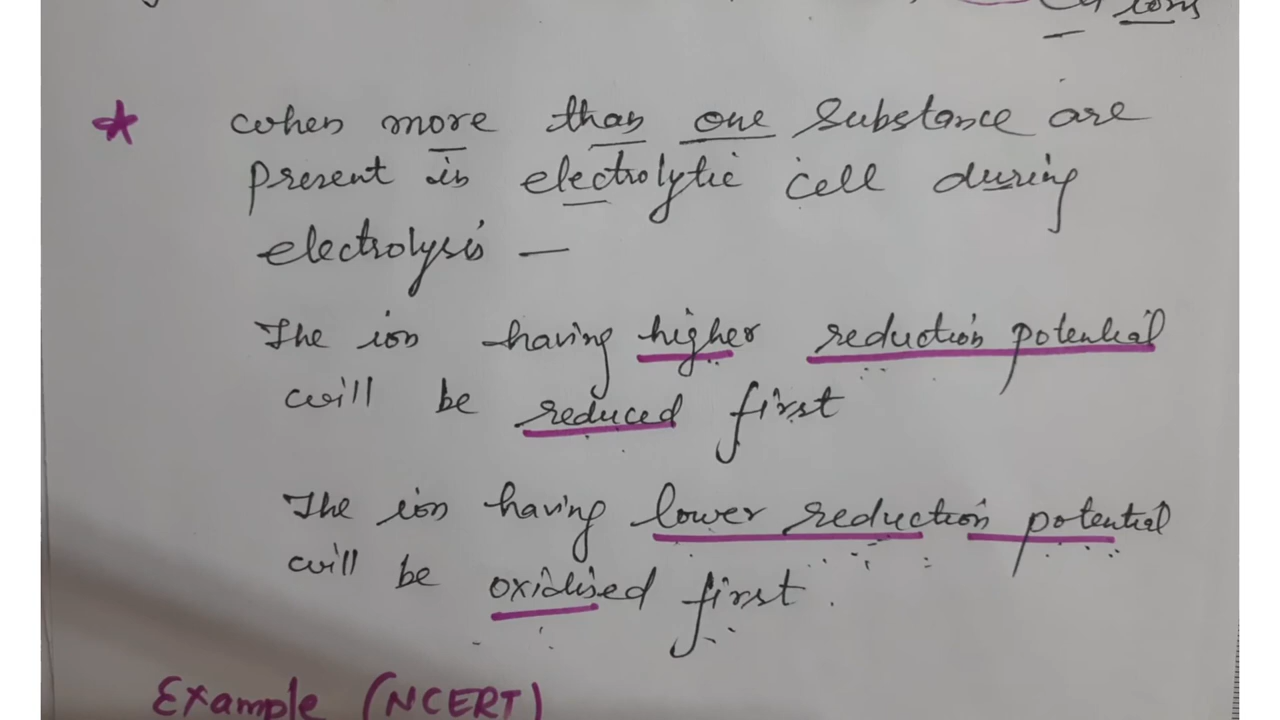 ions
* when more than one substance are
present in electrolytic cell during
electrolysis —
The ion having higher reduction potential
will be reduced first
The ion having lower reduction potential
will be oxidised first.
Example (NCERT)